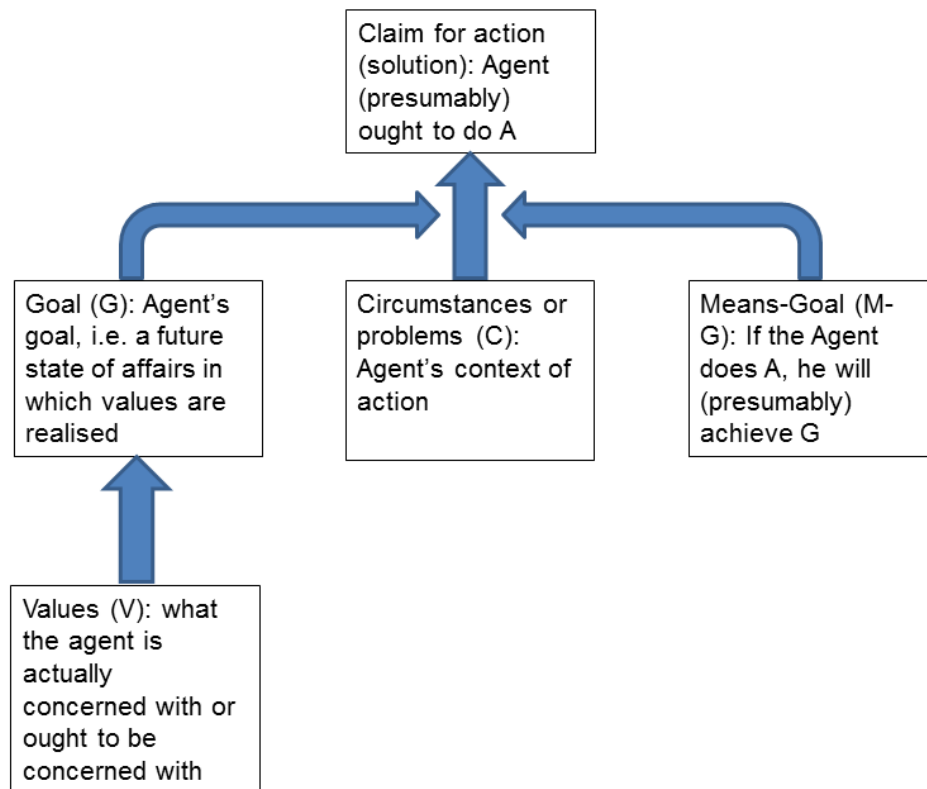 Claim for action
(solution): Agent
(presumably)
ought to do A
Goal (G): Agent's
goal, i.e. a future
state of affairs in
which values are
realised
Circumstances or
problems (C):
Agent's context of
action
Means-Goal (M-
G): If the Agent
does A, he will
(presumably)
achieve G
Values (V): what
the agent is
actually
concerned with or
ought to be
concerned with